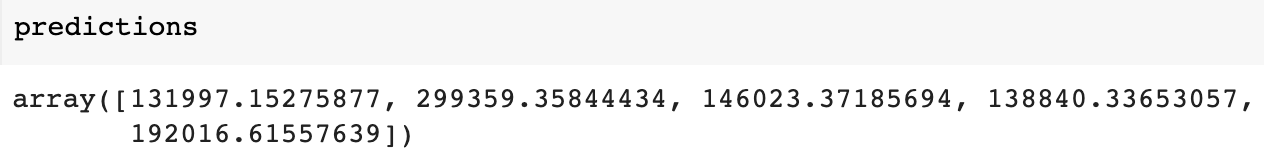 predictions
array([131997.15275877, 299359.35844434, 146023.37185694, 138840.33653057,
192016.61557639])